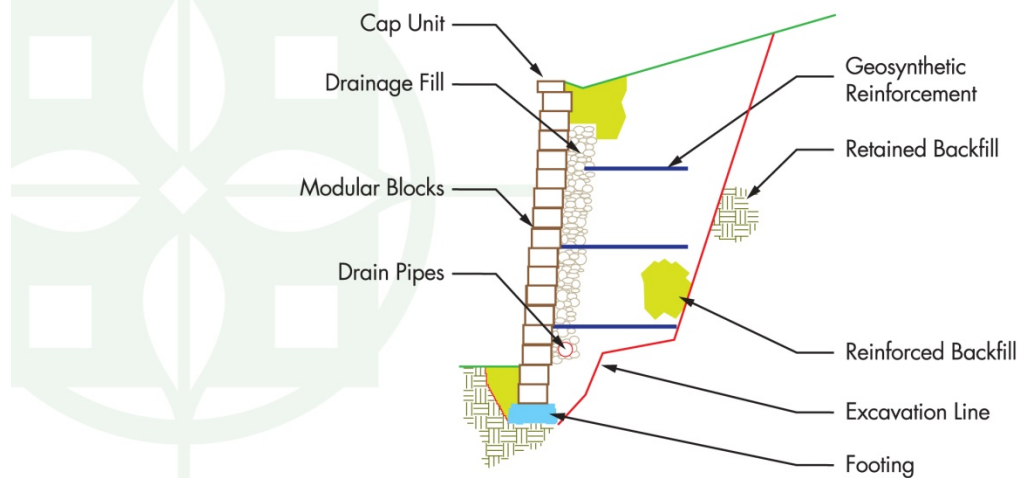 Cap Unit
Drainage Fill
Modular Blocks
Drain Pipes
Geosynthetic
Reinforcement
Retained Backfill
Reinforced Backfill
Excavation Line
Footing